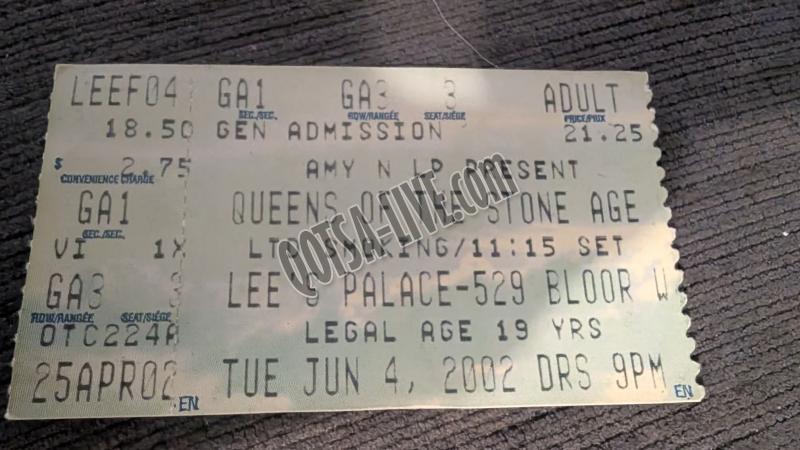 LEEF04 GA1 GA3 3 ADULT
SEC./SEC. ROW/RANGÉE SEAT/SIÈGE PRICE/PRIX
18.50 GEN ADMISSION 21.25
$ 2.75 AMY N LP PRESENT
CONVENIENCE CHARGE
GA1 QUEENS OF THE STONE AGE
SEC./SEC.
VI 1X LTD SMOKING/11:15 SET
GA3 3 LEE'S PALACE-529 BLOOR W
ROW/RANGÉE SEAT/SIÈGE
OTC224A LEGAL AGE 19 YRS
25APR02 TUE JUN 4, 2002 DRS 9PM
EN EN
QOTSA-LIVE.com